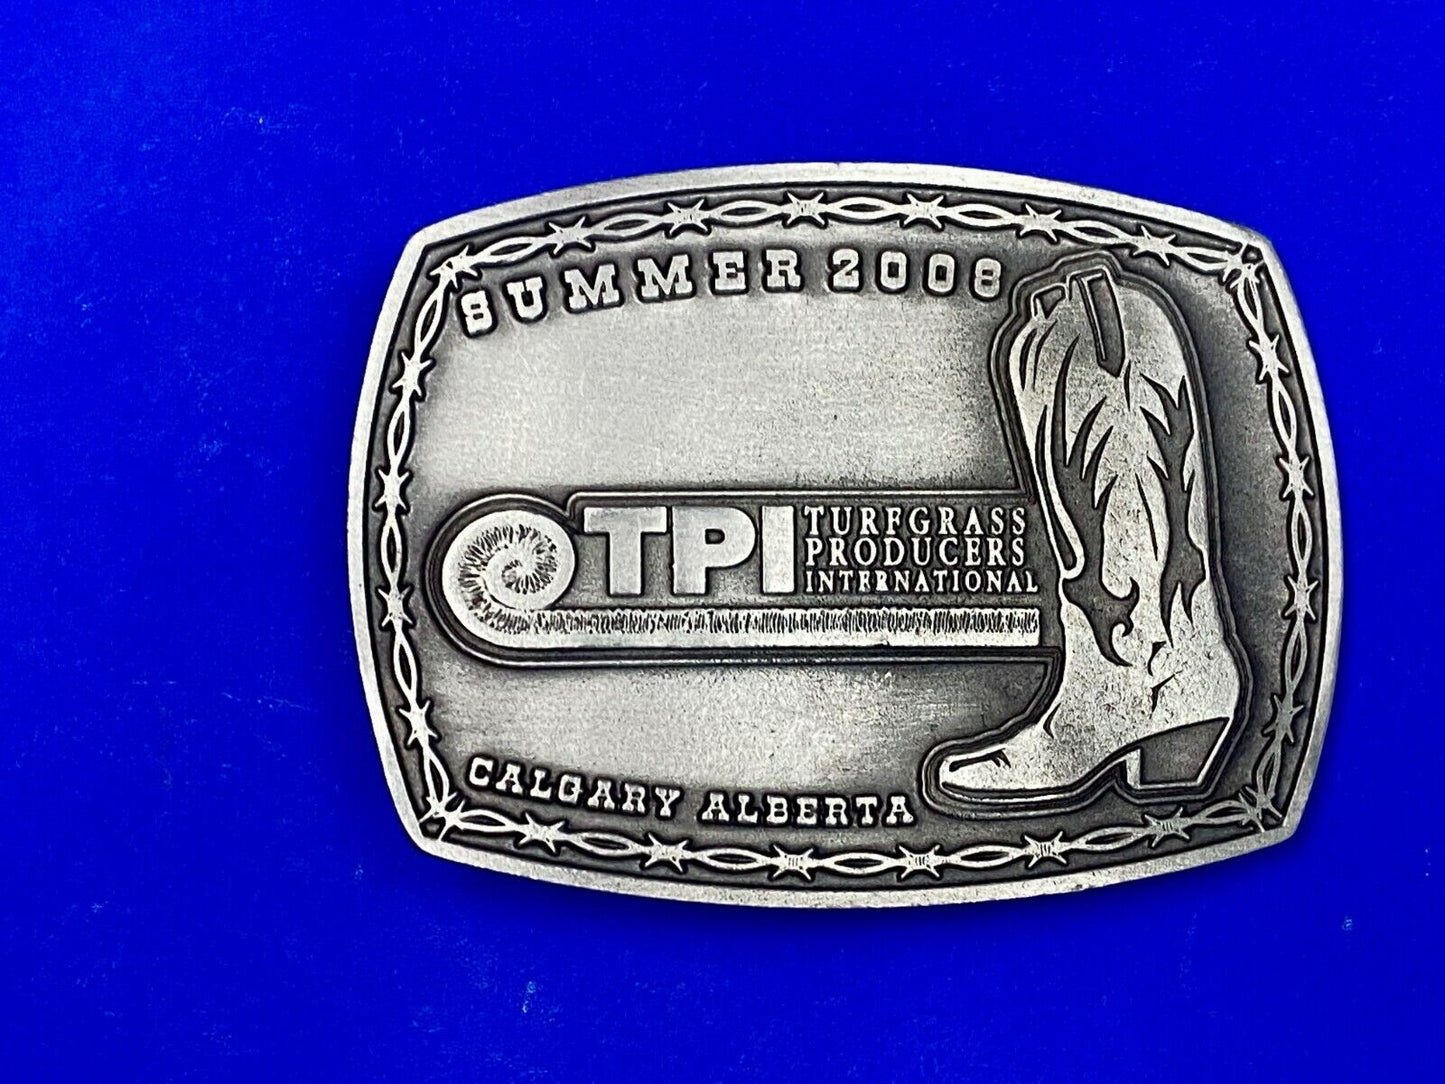 SUMMER 2008
TPI
TURFGRASS
PRODUCERS
INTERNATIONAL
CALGARY ALBERTA